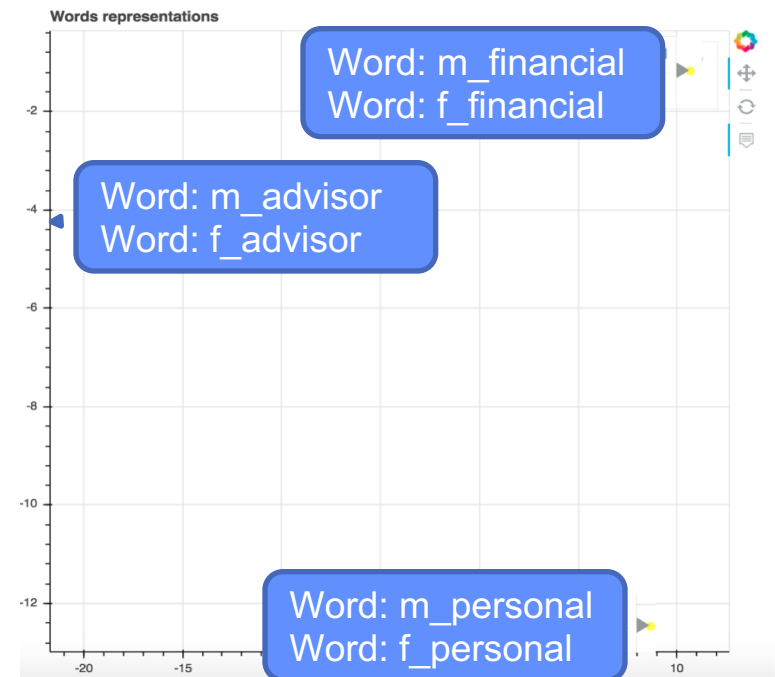 Words representations
Word: m_financial
Word: f_financial
-2
Word: m_advisor
Word: f_advisor
-4
-6
-8
-10
-12
Word: m_personal
Word: f_personal
-20
-15
10